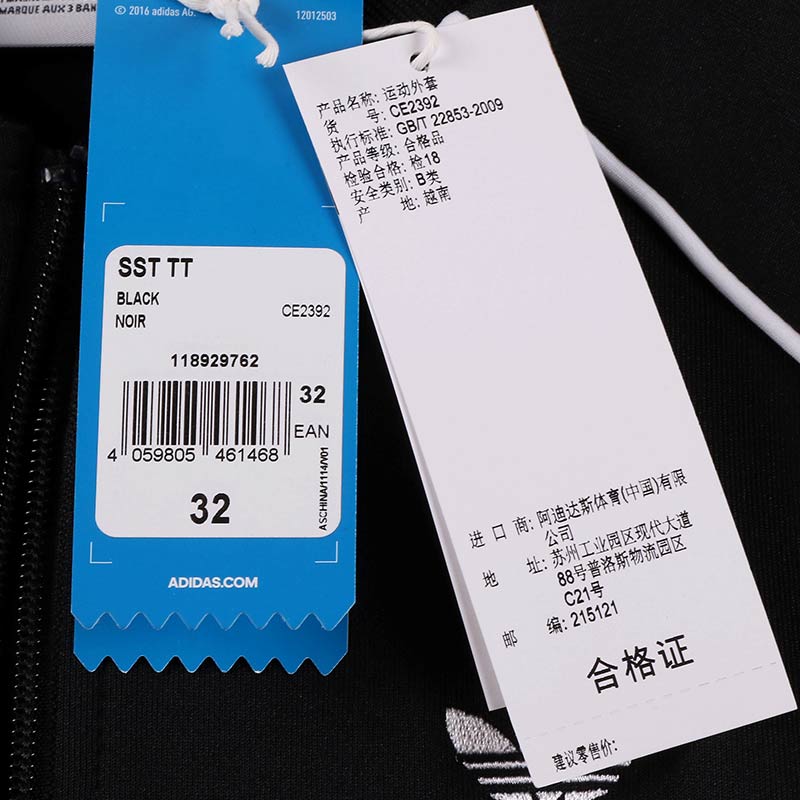 MARQUE AUX 3 BAN
© 2016 adidas AG.
12012503
SST TT
BLACK
NOIR
CE2392
118929762
32
EAN
4 059805 461468
32
ASCHINA/1114/V01
ADIDAS.COM
产品名称: 运动外套
货 号: CE2392
执行标准: GB/T 22853-2009
产品等级: 合格品
检验合格: 检18
安全类别: B类
产 地: 越南
进 口 商: 阿迪达斯体育(中国)有限
公司
地 址: 苏州工业园区现代大道
88号普洛斯物流园区
C21号
邮 编: 215121
合格证
建议零售价: